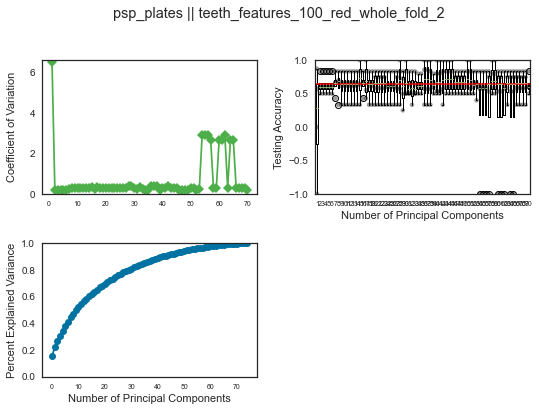 psp_plates || teeth_features_100_red_whole_fold_2
Coefficient of Variation
6
4
2
0
0 10 20 30 40 50 60 70
Testing Accuracy
1.0
0.5
0.0
−0.5
−1.0
Number of Principal Components
Percent Explained Variance
1.0
0.8
0.6
0.4
0.2
0.0
0 10 20 30 40 50 60 70
Number of Principal Components